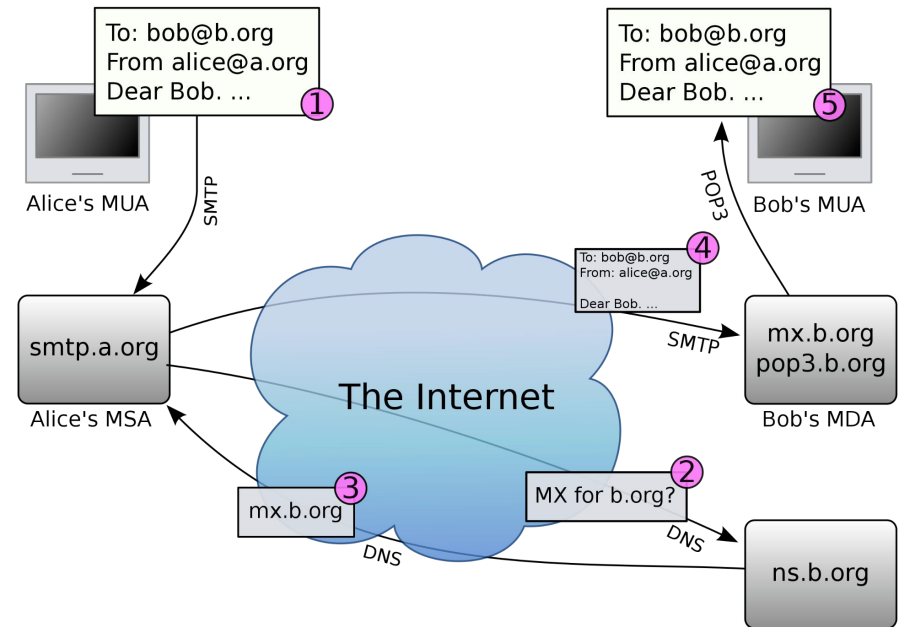 To: bob@b.org
From alice@a.org
Dear Bob. ...
1
Alice's MUA
SMTP
To: bob@b.org
From alice@a.org
Dear Bob. ...
5
Bob's MUA
POP3
To: bob@b.org
From: alice@a.org
Dear Bob. ...
4
SMTP
smtp.a.org
Alice's MSA
mx.b.org
pop3.b.org
Bob's MDA
The Internet
MX for b.org?
2
DNS
mx.b.org
3
DNS
ns.b.org